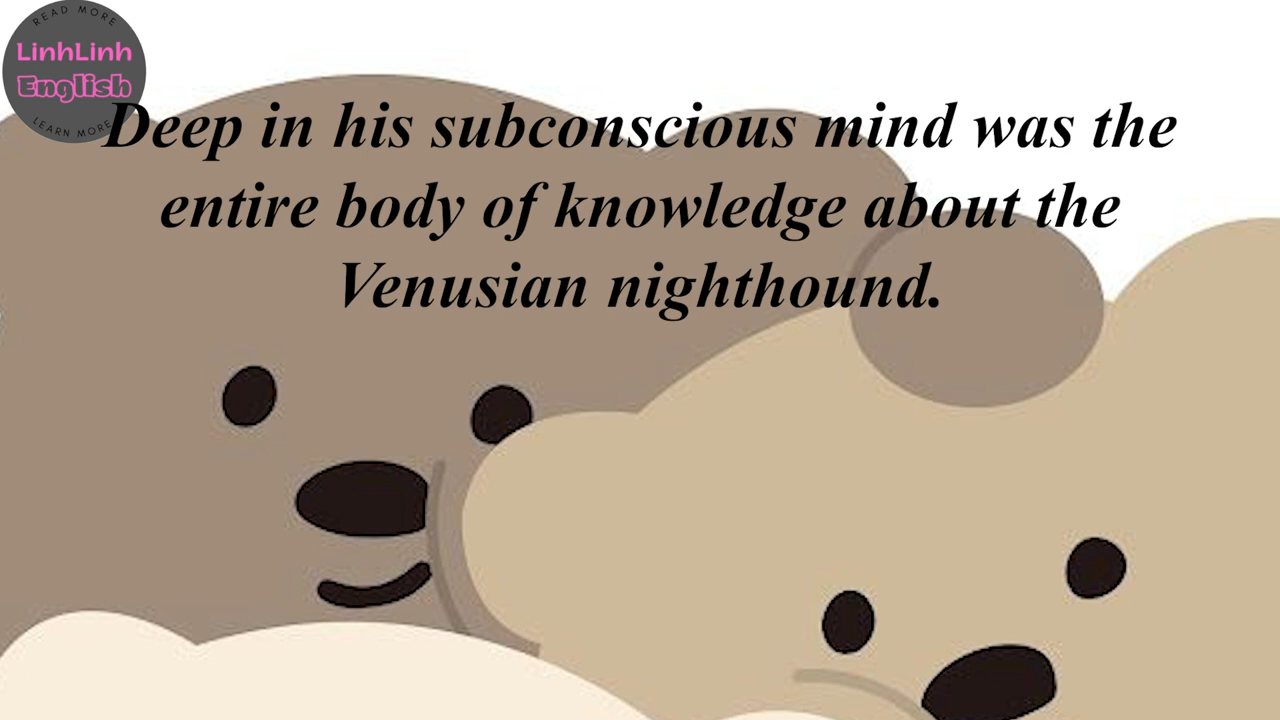 READ MORE
LinhLinh
English
LEARN MORE
Deep in his subconscious mind was the
entire body of knowledge about the
Venusian nighthound.